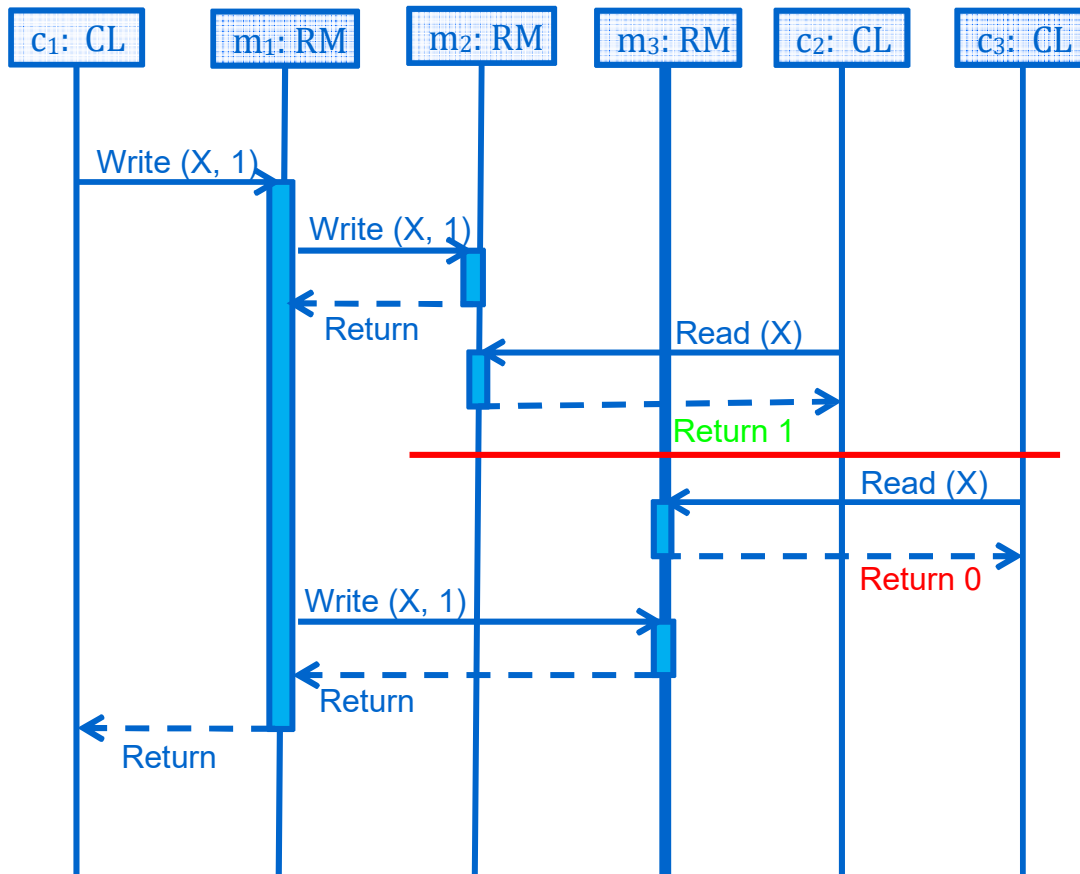 c₁: CL
m₁: RM
m₂: RM
m₃: RM
c₂: CL
c₃: CL
Write (X, 1)
Write (X, 1)
Return
Read (X)
Return 1
Read (X)
Return 0
Write (X, 1)
Return
Return